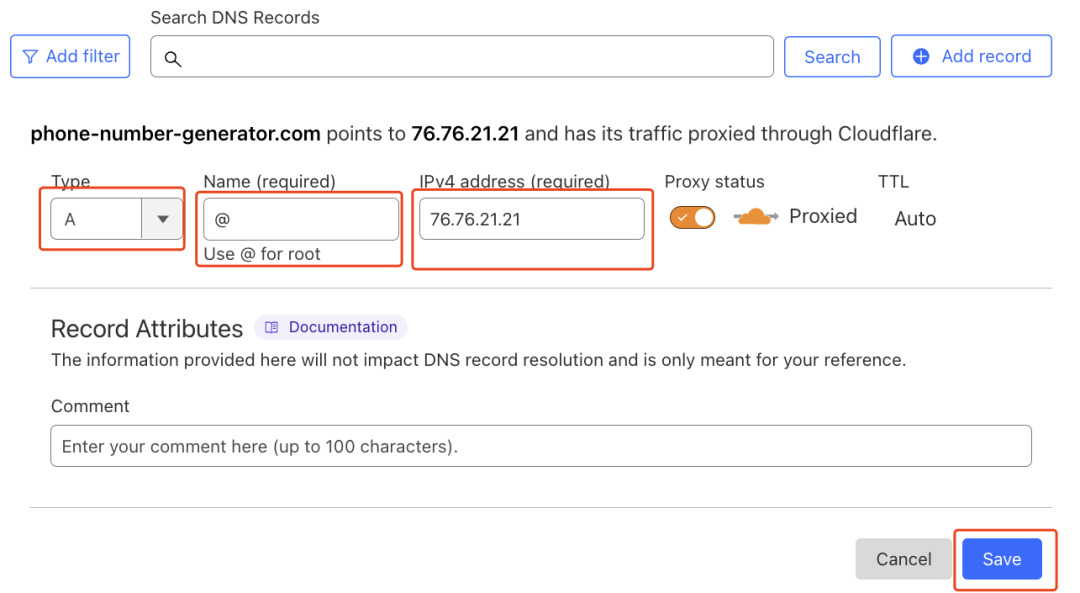 Search DNS Records
Add filter
Search
Add record
phone-number-generator.com points to 76.76.21.21 and has its traffic proxied through Cloudflare.
Type Name (required) IPv4 address (required) Proxy status TTL
A @ 76.76.21.21 Proxied Auto
Use @ for root
Record Attributes Documentation
The information provided here will not impact DNS record resolution and is only meant for your reference.
Comment
Enter your comment here (up to 100 characters).
Cancel Save